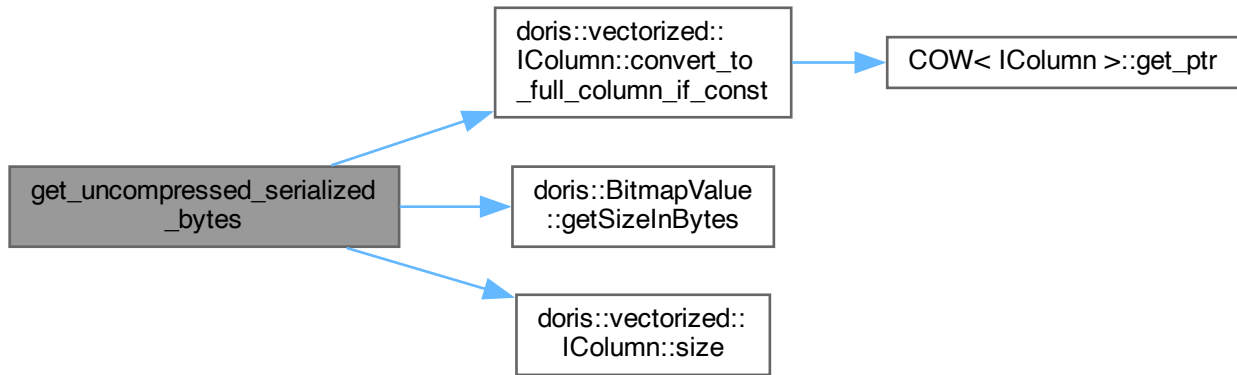 get_uncompressed_serialized
_bytes
doris::vectorized::
IColumn::convert_to
_full_column_if_const
COW< IColumn >::get_ptr
doris::BitmapValue
::getSizeInBytes
doris::vectorized::
IColumn::size